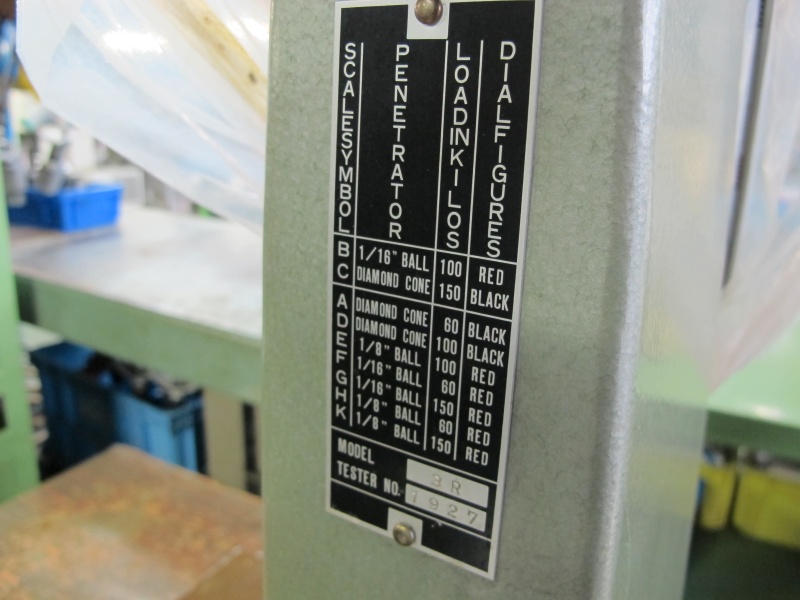 SCALE SYMBOL PENETRATOR LOAD IN KILOS DIAL FIGURES
B 1/16" BALL 100 RED
C DIAMOND CONE 150 BLACK
A DIAMOND CONE 60 BLACK
D DIAMOND CONE 100 BLACK
E 1/8" BALL 100 RED
F 1/16" BALL 60 RED
G 1/16" BALL 150 RED
H 1/8" BALL 60 RED
K 1/8" BALL 150 RED
MODEL 3R
TESTER NO. 7927